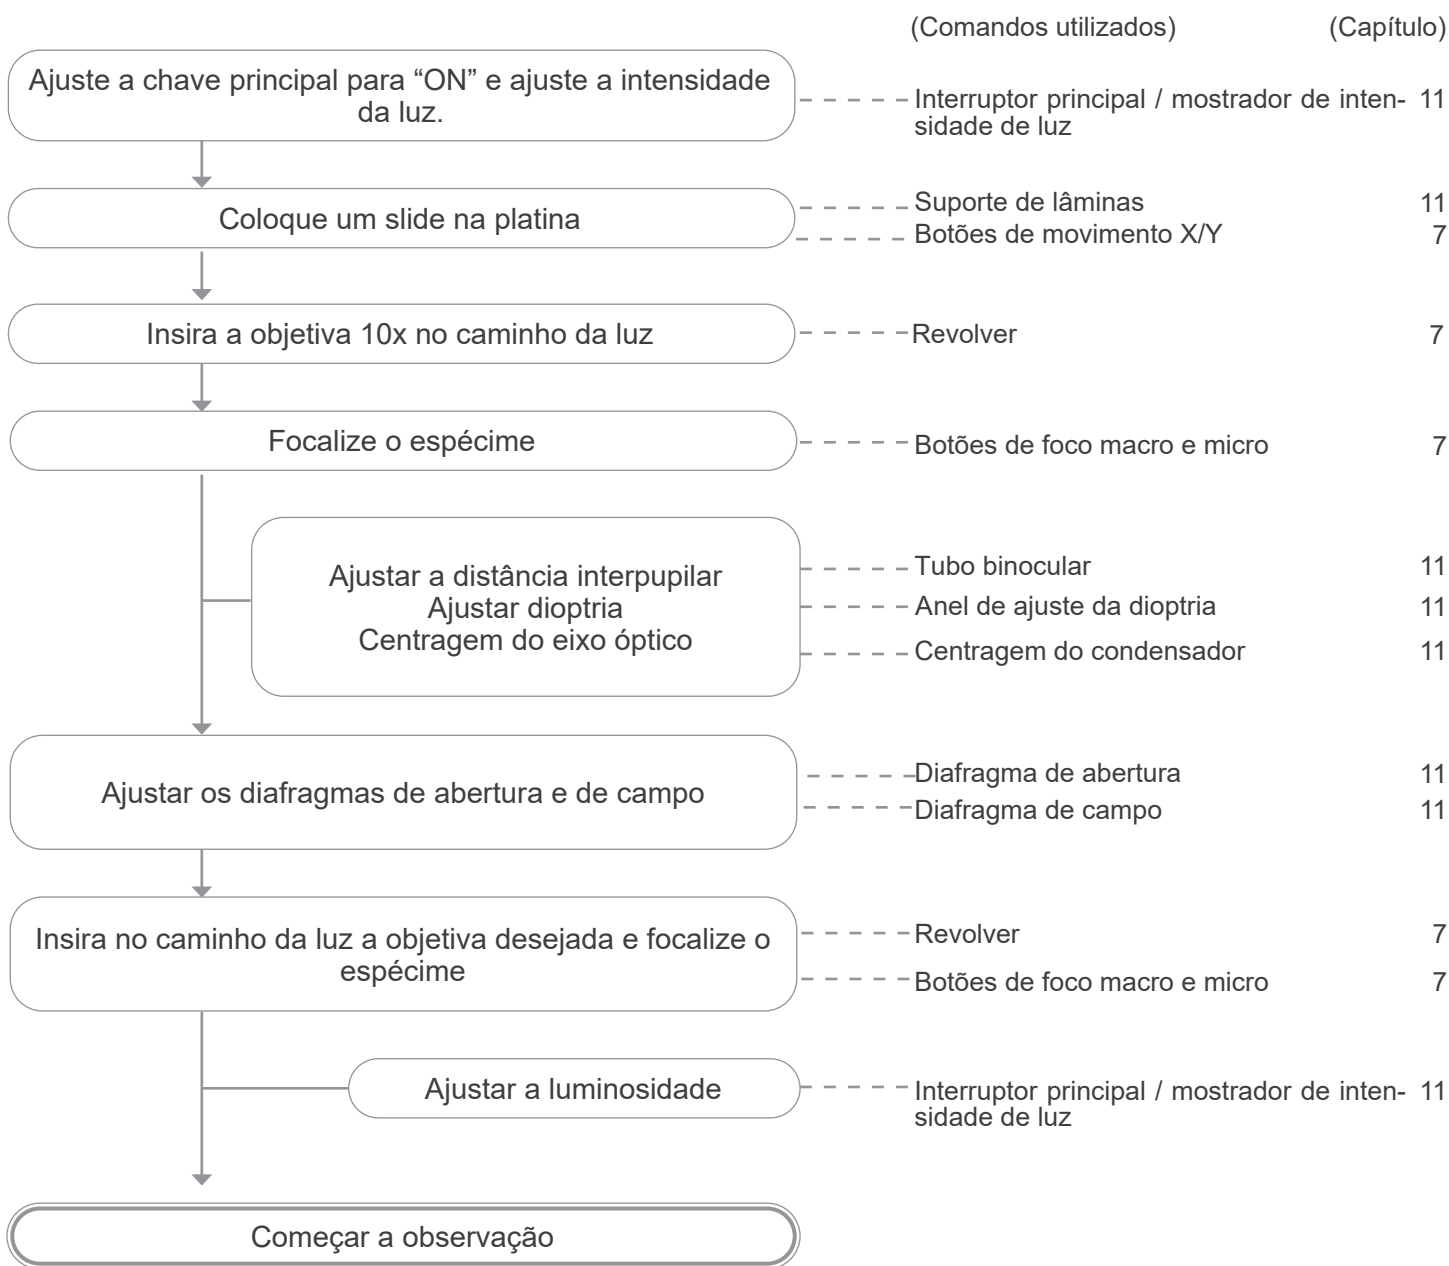 (Comandos utilizados) (Capítulo)
Ajuste a chave principal para “ON” e ajuste a intensidade
da luz.
Interruptor principal / mostrador de inten- 11
sidade de luz
Coloque um slide na platina
Suporte de lâminas 11
Botões de movimento X/Y 7
Insira a objetiva 10x no caminho da luz
Revolver 7
Focalize o espécime
Botões de foco macro e micro 7
Ajustar a distância interpupilar
Ajustar dioptria
Centragem do eixo óptico
Tubo binocular 11
Anel de ajuste da dioptria 11
Centragem do condensador 11
Ajustar os diafragmas de abertura e de campo
Diafragma de abertura 11
Diafragma de campo 11
Insira no caminho da luz a objetiva desejada e focalize o
espécime
Revolver 7
Botões de foco macro e micro 7
Ajustar a luminosidade
Interruptor principal / mostrador de inten- 11
sidade de luz
Começar a observação